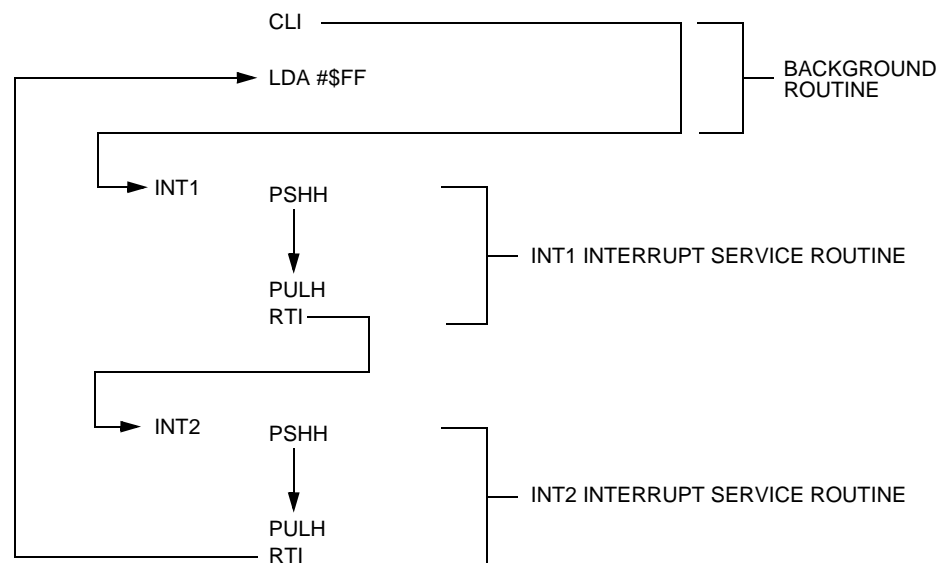 CLI
LDA #$FF
BACKGROUND
ROUTINE
INT1
PSHH
INT1 INTERRUPT SERVICE ROUTINE
PULH
RTI
INT2
PSHH
INT2 INTERRUPT SERVICE ROUTINE
PULH
RTI